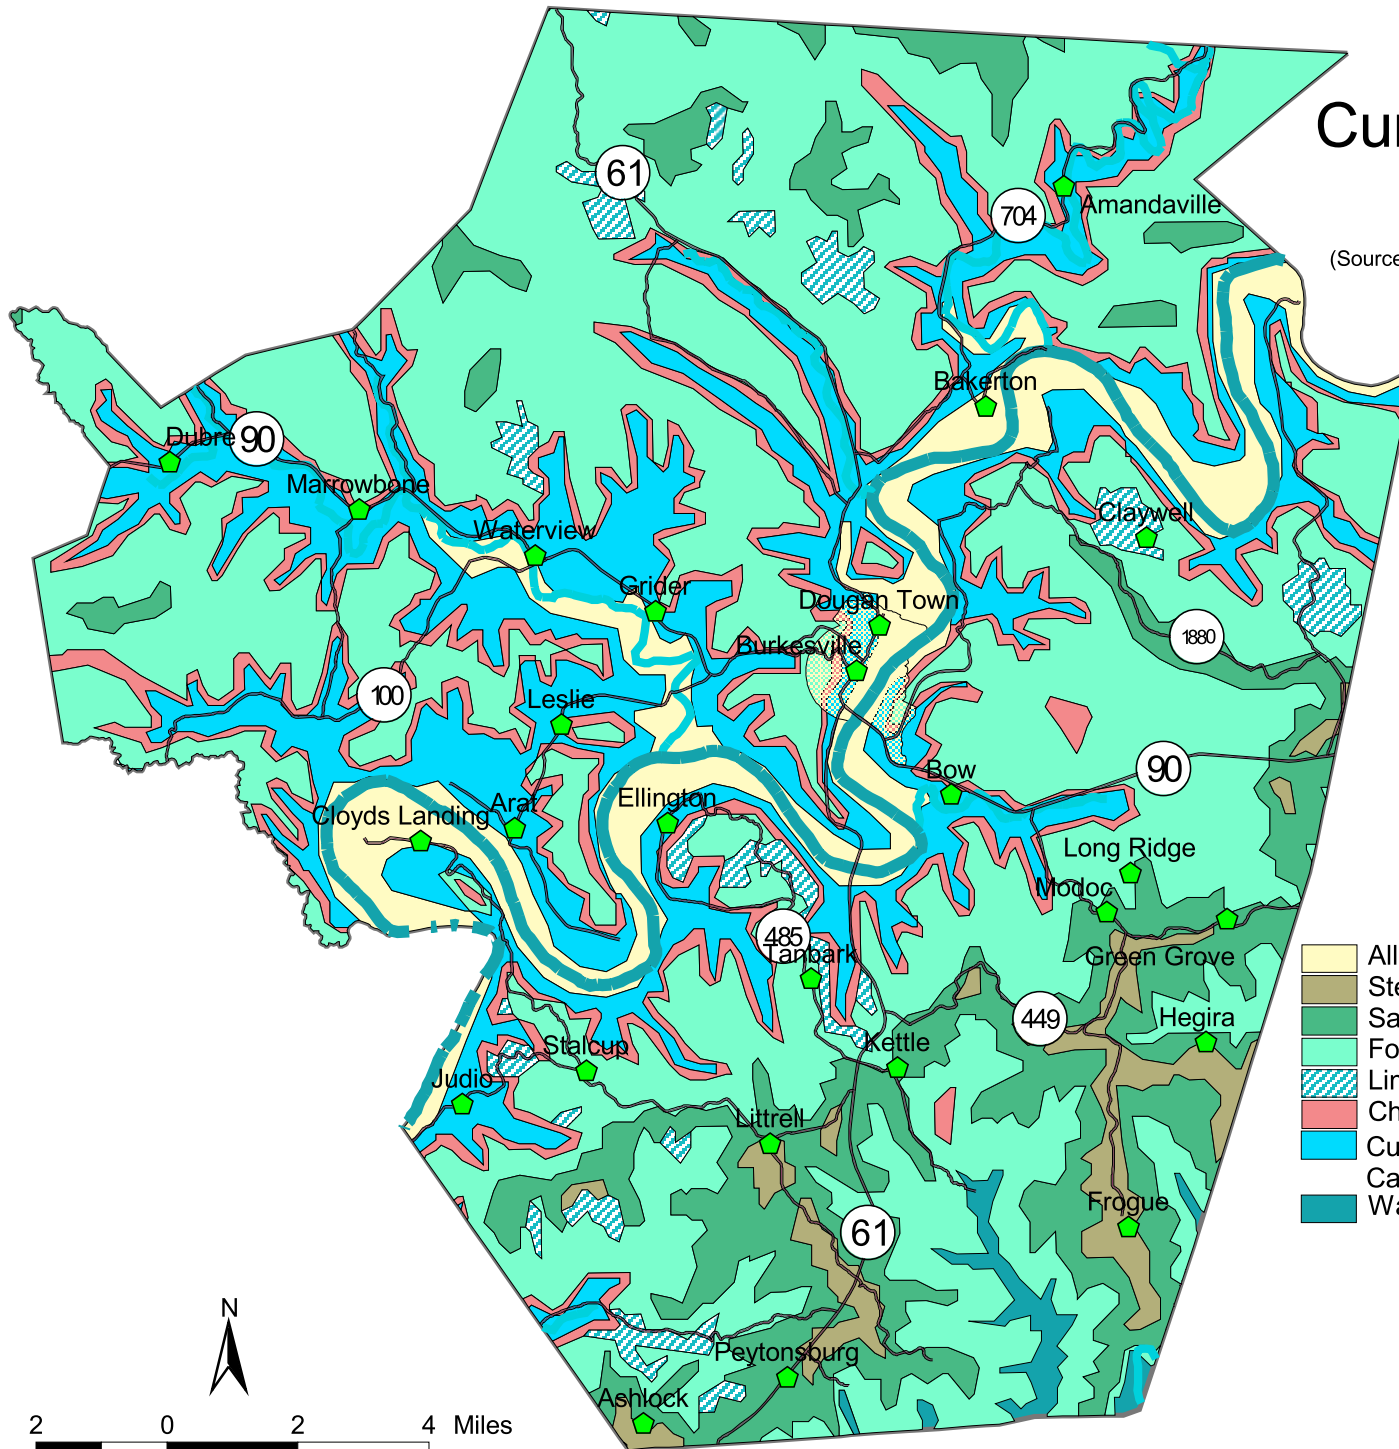 Cur
61
Amandaville
704
(Source
Bakerton
Dubre
90
Marrowbone
Claywell
Waterview
Grider
Dougan Town
1880
Burkesville
100
Leslie
90
Bow
Ellington
Arat
Cloyds Landing
Long Ridge
Modoc
485
Tanbark
Green Grove
All
Ste
449
Hegira
Sa
Kettle
Fo
Stalcup
Lim
Judio
Littrell
Ch
Cu
Ca
Frogue
Wa
61
N
Peytonsburg
Ashlock
2 0 2 4 Miles